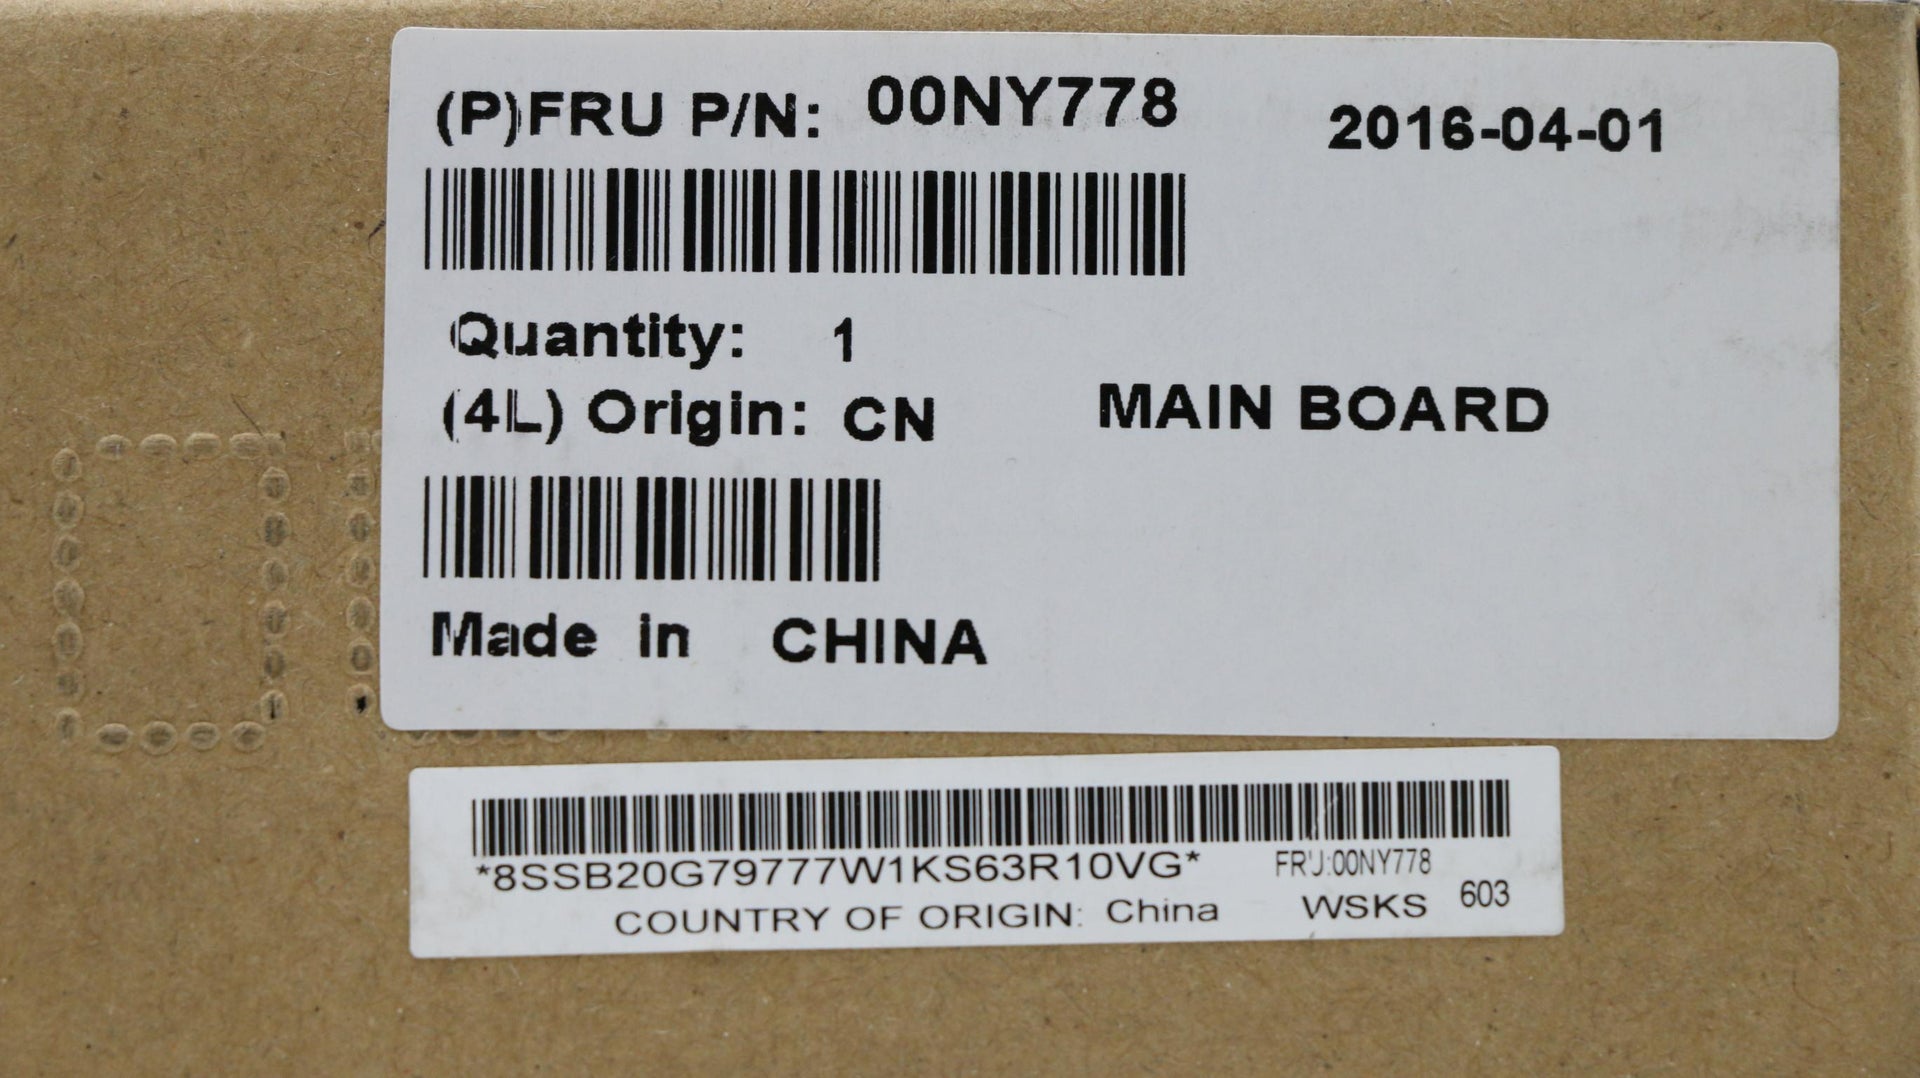 (P)FRU P/N: 00NY778 2016-04-01
Quantity: 1
(4L) Origin: CN MAIN BOARD
Made in CHINA
*8SSB20G79777W1KS63R10VG* FRU:00NY778
COUNTRY OF ORIGIN: China WSKS 603